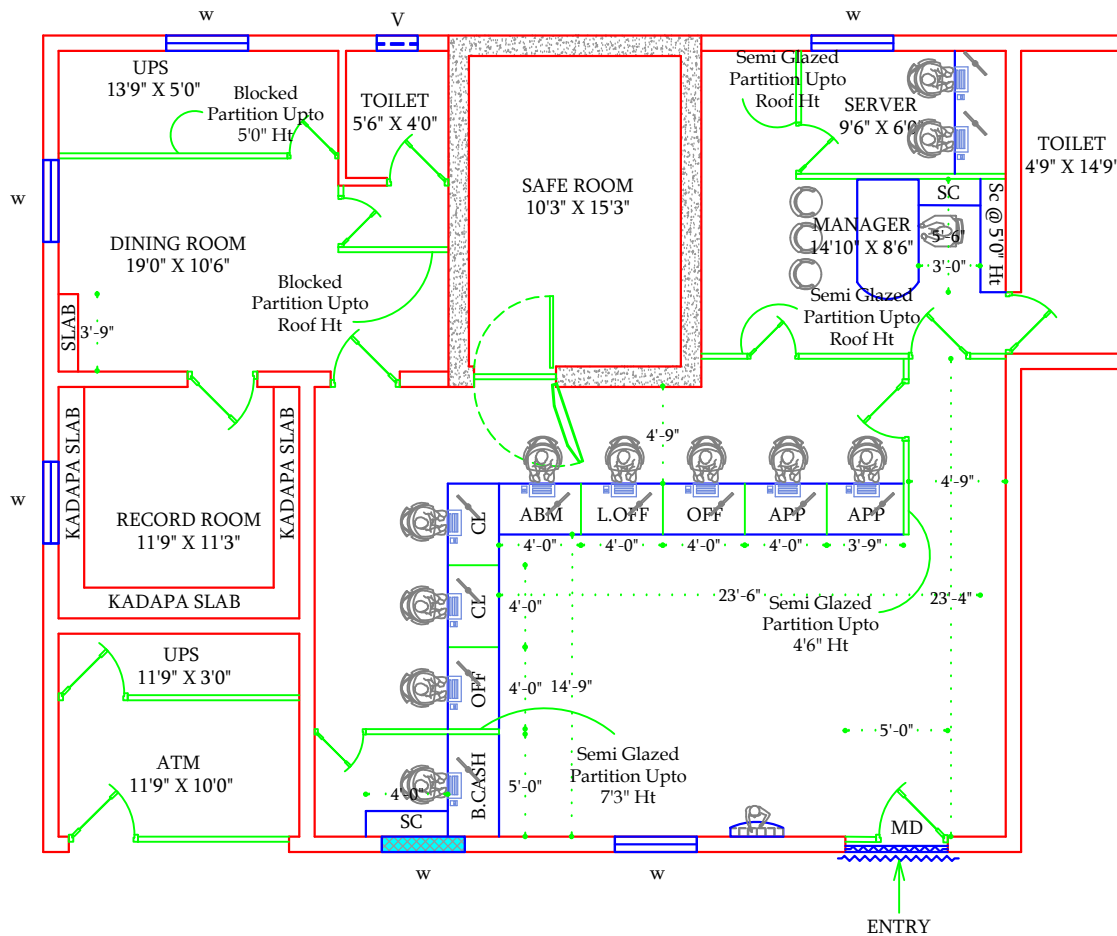 w
V
w
UPS
13'9" X 5'0"
Blocked
Partition Upto
5'0" Ht
TOILET
5'6" X 4'0"
Semi Glazed
Partition Upto
Roof Ht
SERVER
9'6" X 6'0"
TOILET
4'9" X 14'9"
SAFE ROOM
10'3" X 15'3"
w
SC
Sc @ 5'0" Ht
MANAGER
14'10" X 8'6"
5'-6"
3'-0"
DINING ROOM
19'0" X 10'6"
Blocked
Partition Upto
Roof Ht
Semi Glazed
Partition Upto
Roof Ht
SLAB
3'-9"
KADAPA SLAB
KADAPA SLAB
4'-9"
4'-9"
w
RECORD ROOM
11'9" X 11'3"
CL
ABM
L.OFF
OFF
APP
APP
4'-0"
4'-0"
4'-0"
4'-0"
3'-9"
KADAPA SLAB
CL
4'-0"
23'-6"
23'-4"
Semi Glazed
Partition Upto
4'6" Ht
UPS
11'9" X 3'0"
OFF
4'-0"
14'-9"
5'-0"
ATM
11'9" X 10'0"
Semi Glazed
Partition Upto
7'3" Ht
B.CASH
5'-0"
4'-0"
SC
MD
w
w
ENTRY